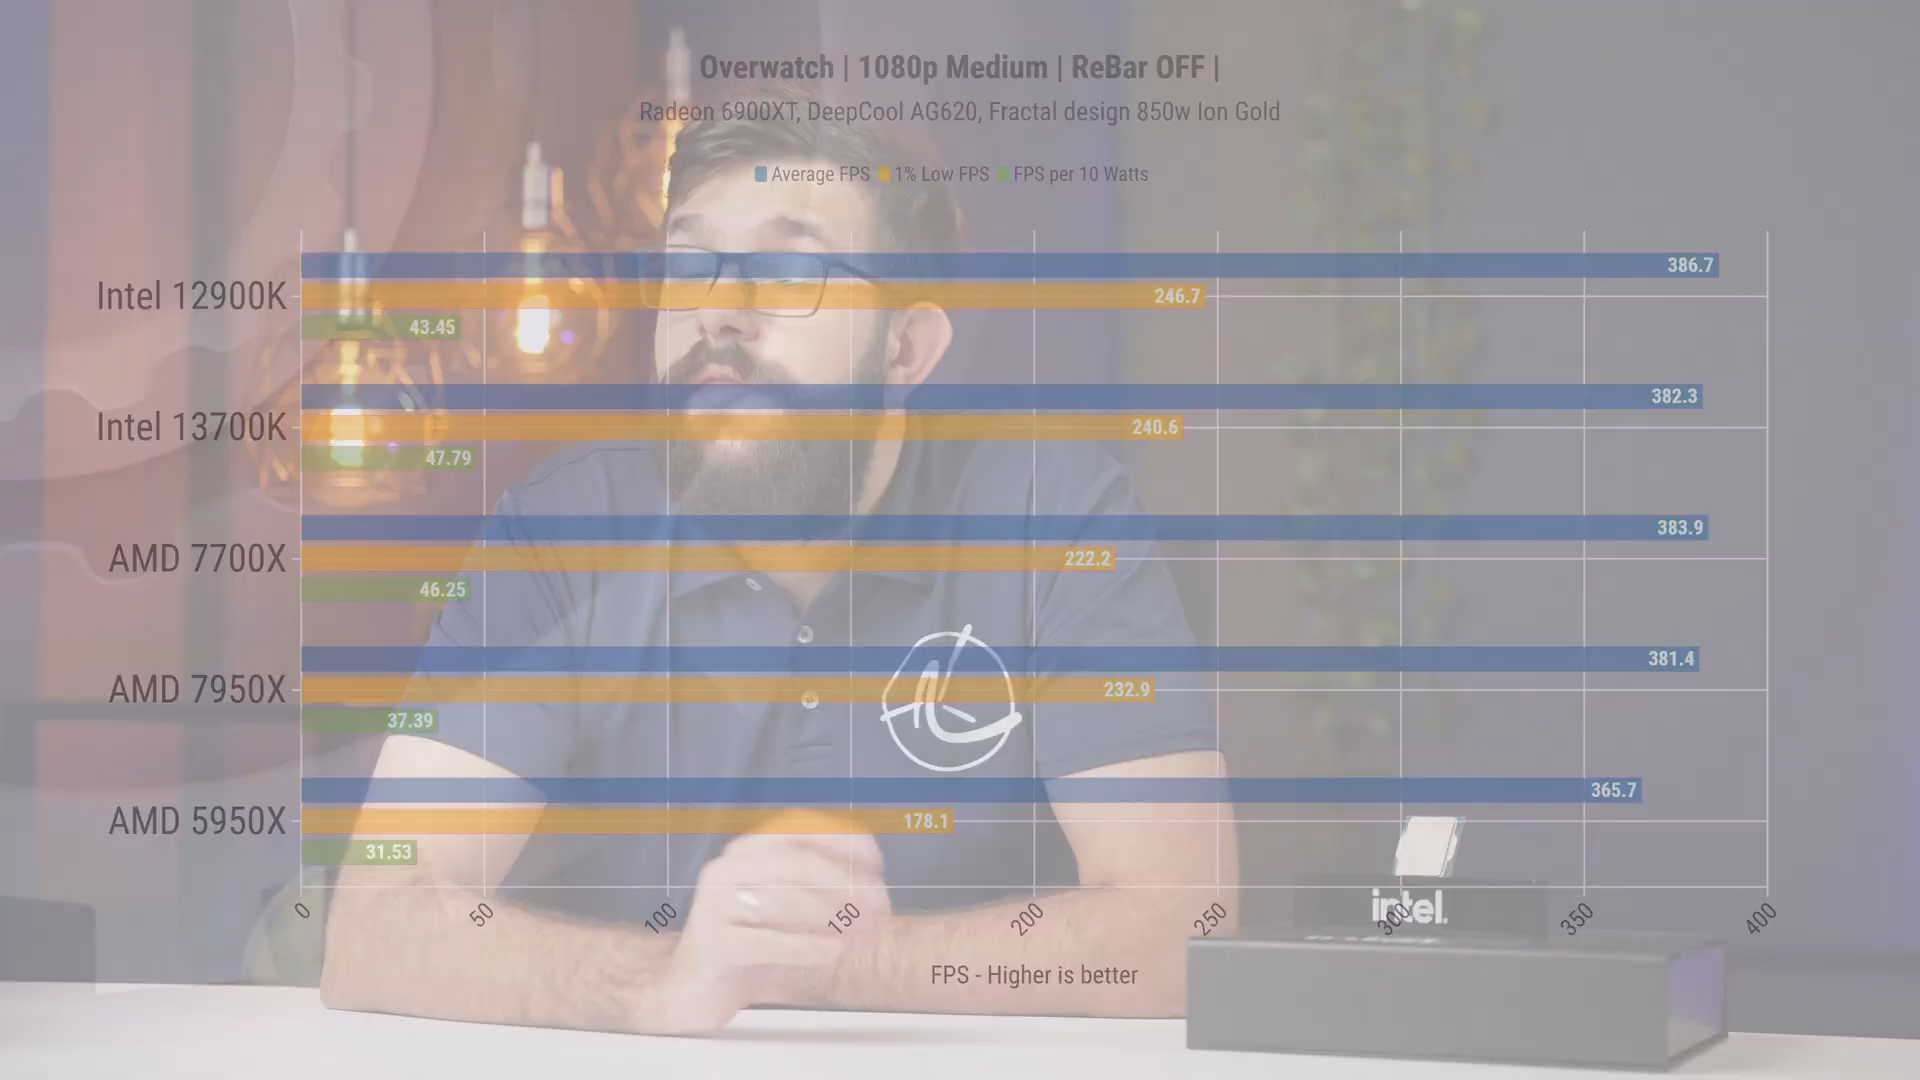 Overwatch | 1080p Medium | ReBar OFF |
Radeon 6900XT, DeepCool AG620, Fractal design 850w Ion Gold
Average FPS 1% Low FPS FPS per 10 Watts
386.7
Intel 12900K 246.7
43.45
382.3
Intel 13700K 240.6
47.79
383.9
AMD 7700X 222.2
46.25
381.4
AMD 7950X 232.9
37.39
365.7
AMD 5950X 178.1
31.53
intel.
0 50 100 150 200 250 300 350 400
FPS - Higher is better